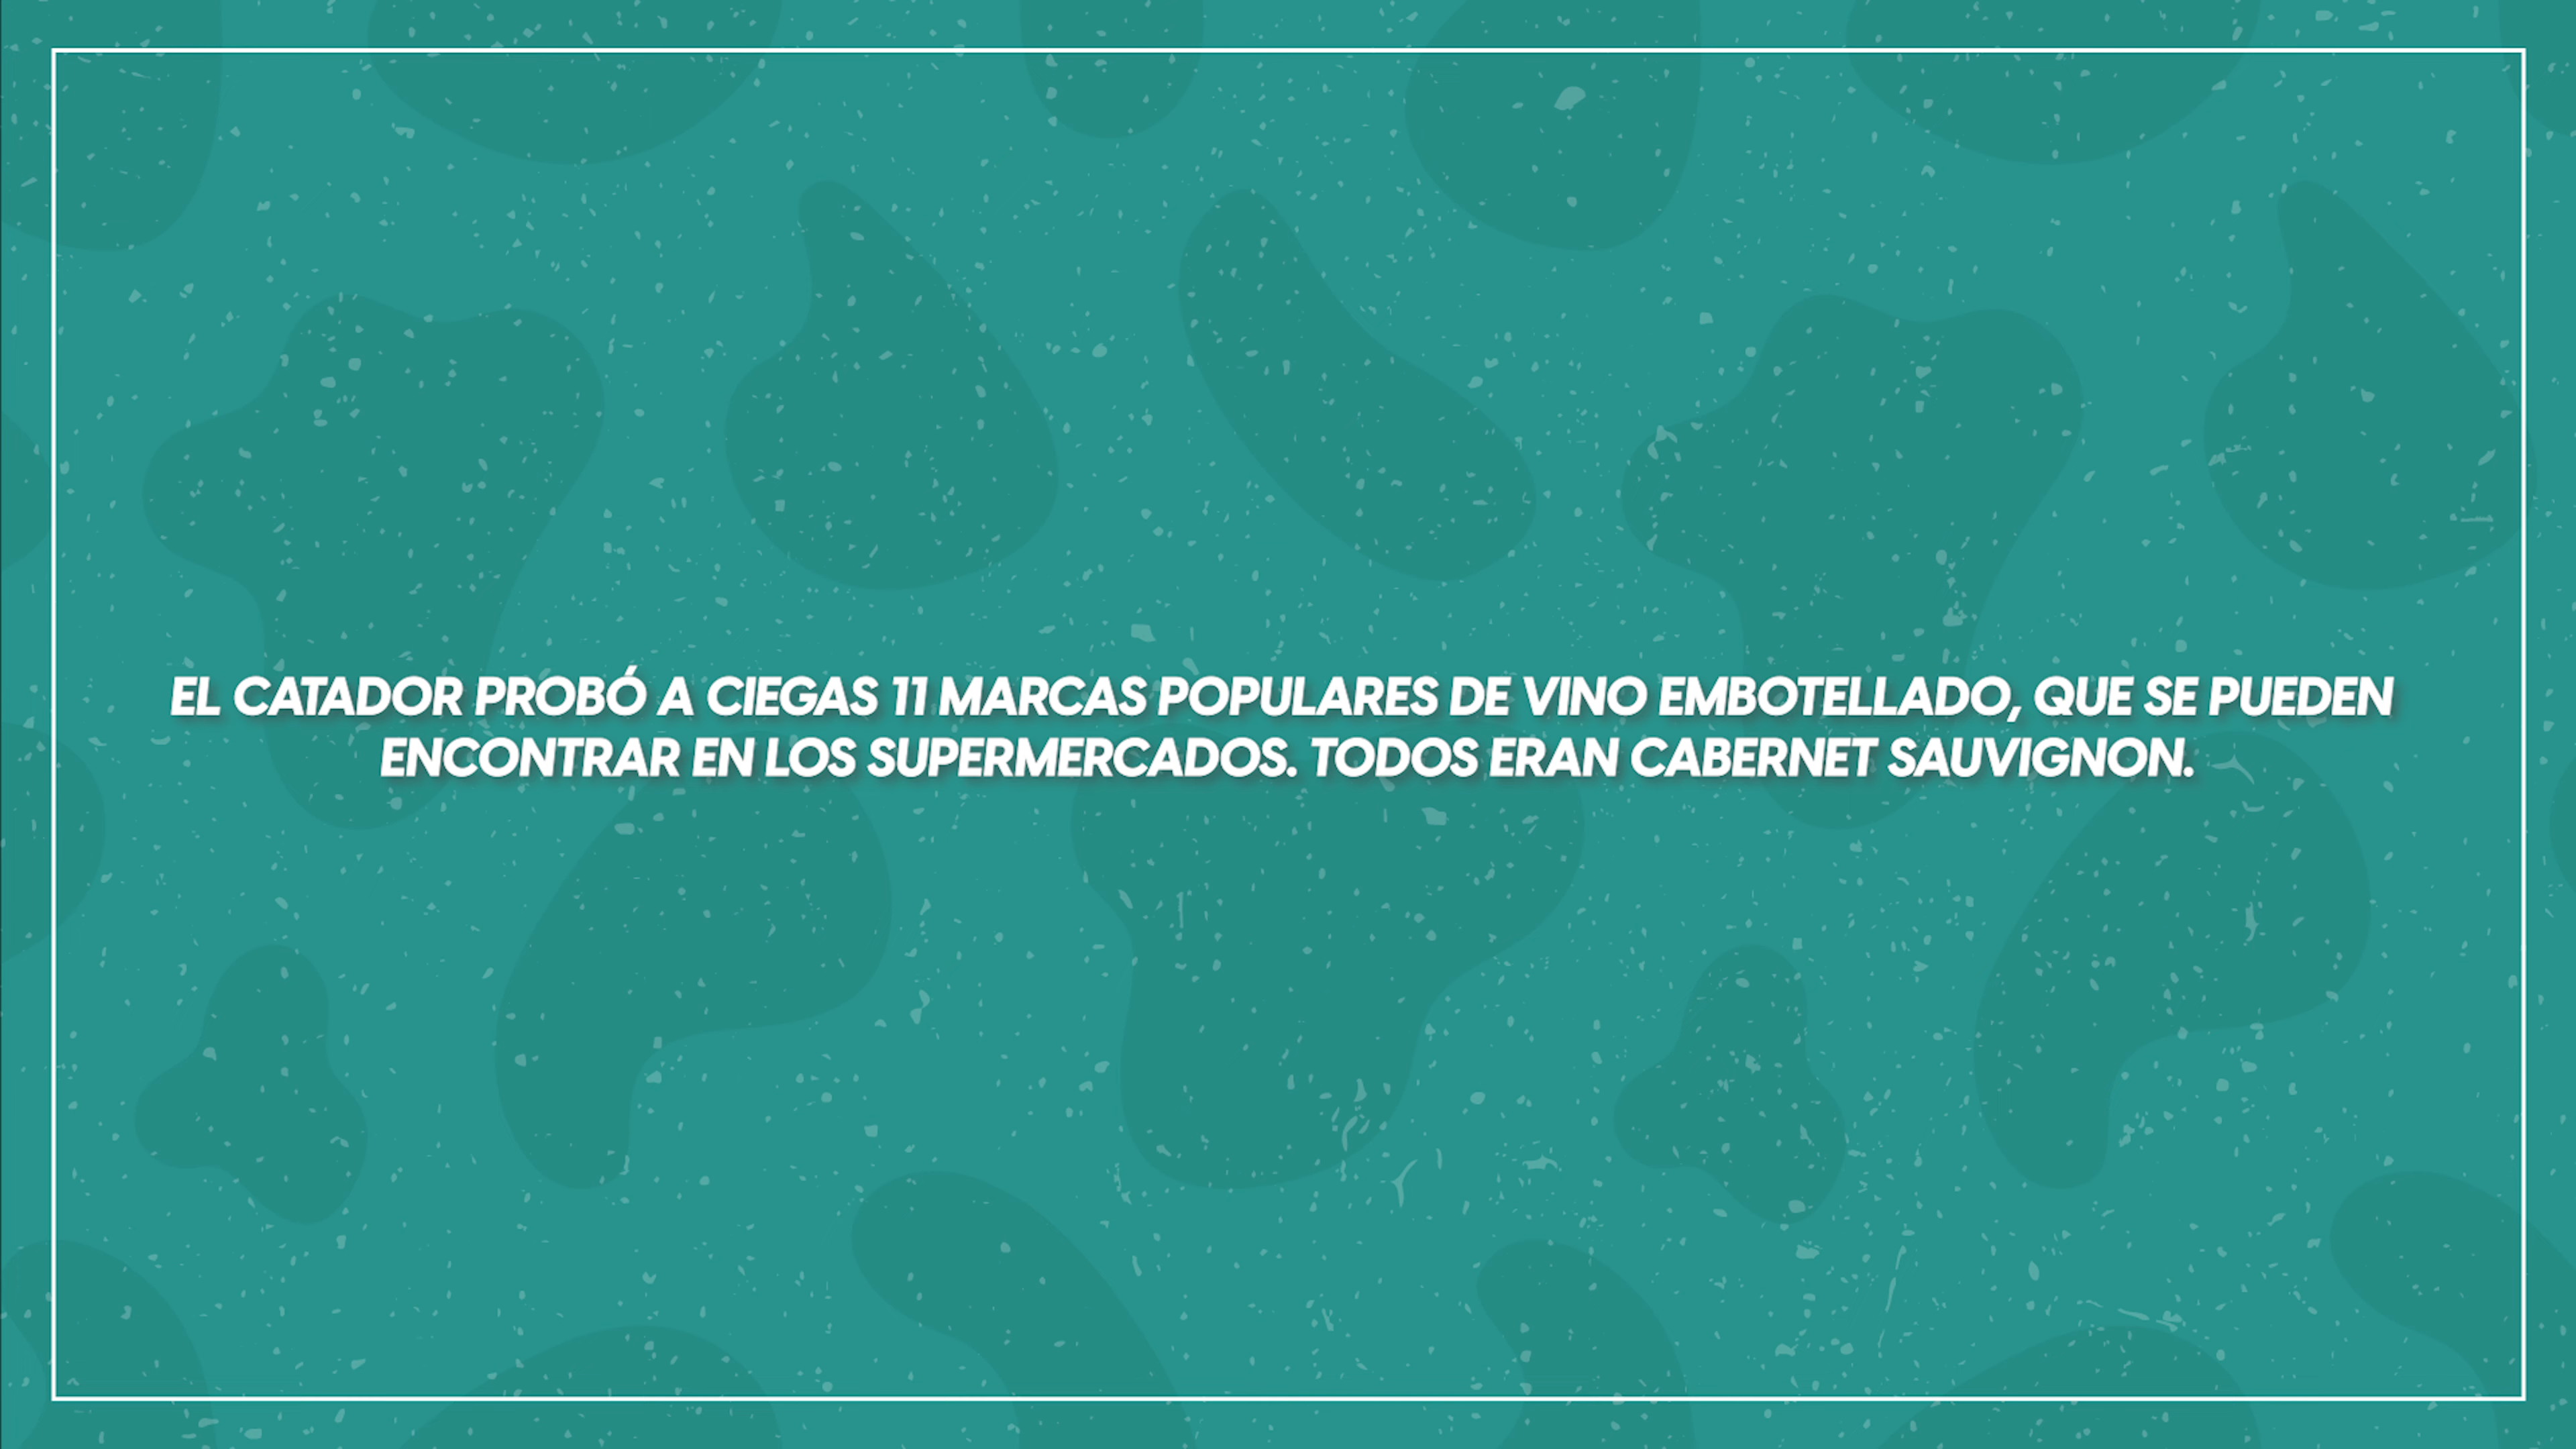 EL CATADOR PROBÓ A CIEGAS 11 MARCAS POPULARES DE VINO EMBOTELLADO, QUE SE PUEDEN
ENCONTRAR EN LOS SUPERMERCADOS. TODOS ERAN CABERNET SAUVIGNON.